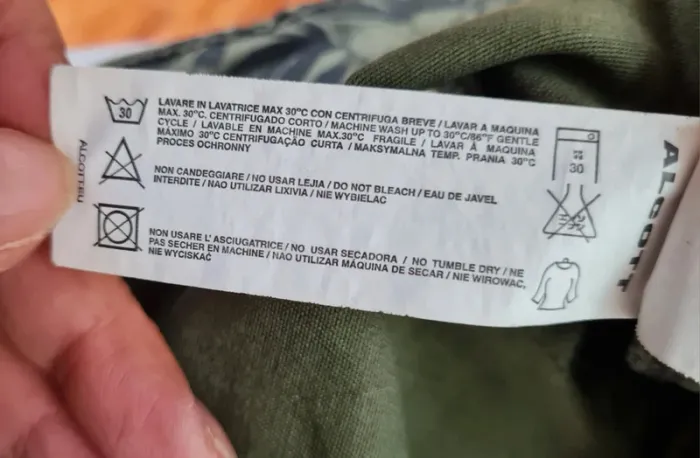 30
LAVARE IN LAVATRICE MAX 30°C CON CENTRIFUGA BREVE / LAVAR A MAQUINA
MAX. 30°C. CENTRIFUGADO CORTO / MACHINE WASH UP TO 30°C/86°F GENTLE
CYCLE / LAVABLE EN MACHINE MAX.30°C FRAGILE / LAVAR À MAQUINA
MÁXIMO 30°C CENTRIFUGAÇÃO CURTA / MAKSYMALNA TEMP. PRANIA 30°C
PROCES OCHRONNY
NON CANDEGGIARE / NO USAR LEJIA / DO NOT BLEACH / EAU DE JAVEL
INTERDITE / NAO UTILIZAR LIXIVIA / NIE WYBIELAC
NON USARE L'ASCIUGATRICE / NO USAR SECADORA / NO TUMBLE DRY / NE
PAS SECHER EN MACHINE / NAO UTILIZAR MÁQUINA DE SECAR / NIE WIROWAC,
NIE WYCISKAĆ
30
ALCOTT